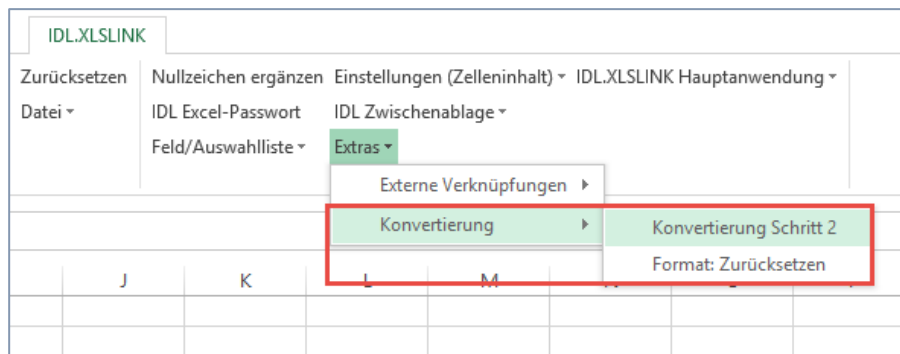 IDL.XLSLINK
Zurücksetzen Nullzeichen ergänzen Einstellungen (Zelleninhalt) IDL.XLSLINK Hauptanwendung
Datei IDL Excel-Passwort IDL Zwischenablage
Feld/Auswahlliste Extras
Externe Verknüpfungen
Konvertierung Konvertierung Schritt 2
Format: Zurücksetzen
J K L M